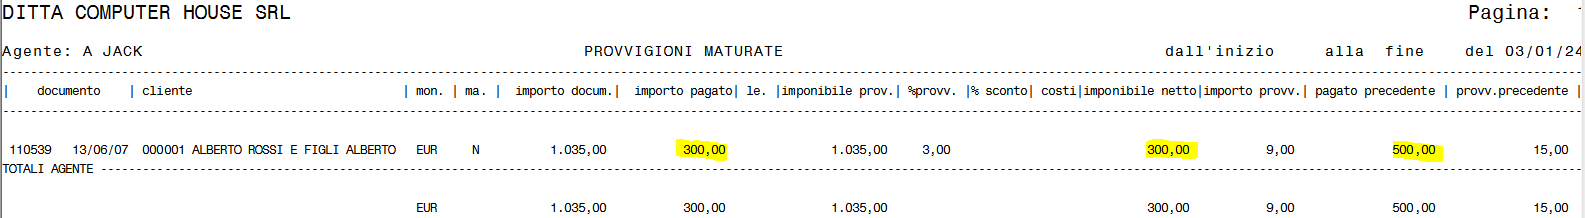 DITTA COMPUTER HOUSE SRL Pagina:
Agente: A JACK PROVVIGIONI MATURATE dall'inizio alla fine del 03/01/24
| documento | cliente | mon. | ma. | importo docum.| importo pagato| le. |imponibile prov.| %provv. |% sconto| costi|imponibile netto|importo provv.| pagato precedente | provv.precedente |
110539 13/06/07 000001 ALBERTO ROSSI E FIGLI ALBERTO EUR N 1.035,00 300,00 1.035,00 3,00 300,00 9,00 500,00 15,00
TOTALI AGENTE
EUR 1.035,00 300,00 1.035,00 300,00 9,00 500,00 15,00